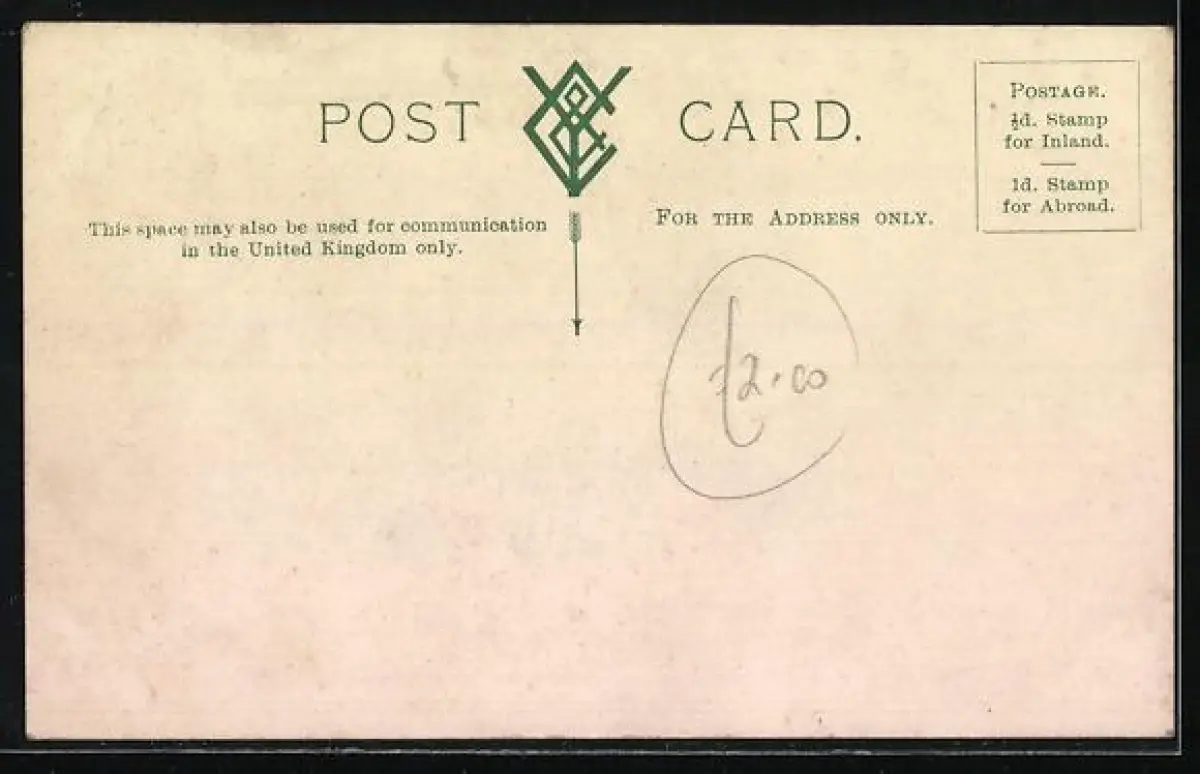 POST CARD.
POSTAGE.
½d. Stamp
for Inland.
1d. Stamp
for Abroad.
This space may also be used for communication
in the United Kingdom only.
FOR THE ADDRESS ONLY.
£2.00